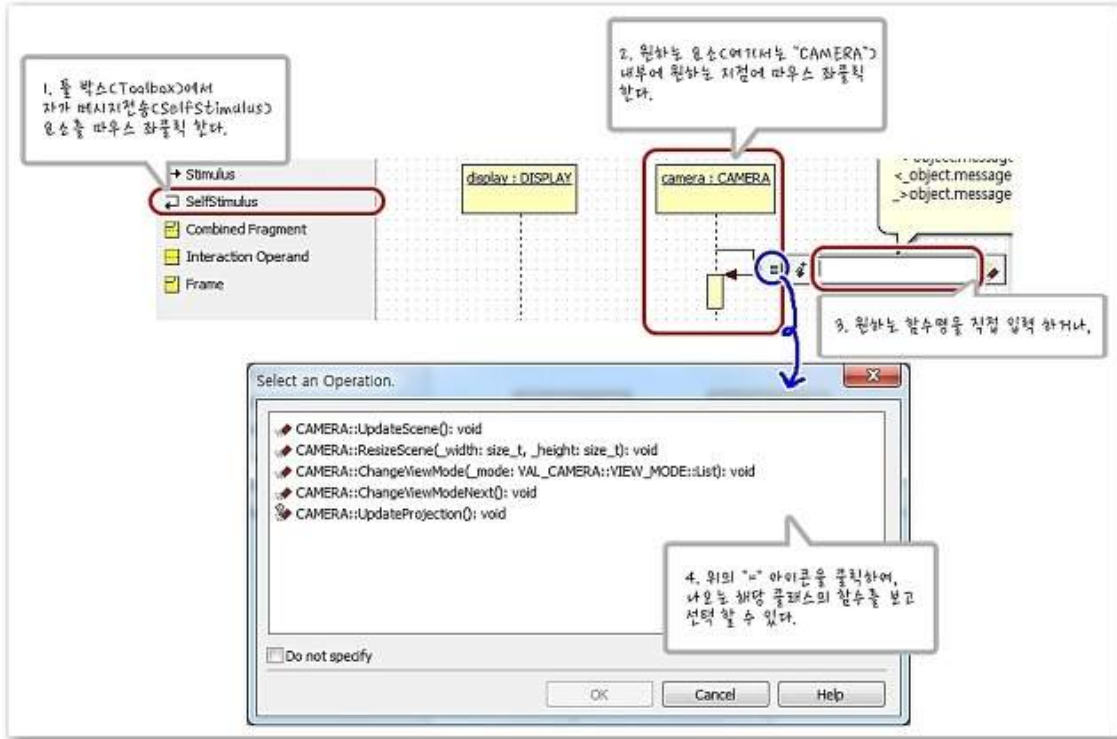 1. 툴 박스(Toolbox)에서
자가 메시지전송(SelfStimulus)
요소를 마우스 좌클릭 한다.
2. 원하는 요소(여기서는 "CAMERA")
내부에 원하는 지점에 마우스 좌클릭
한다.
Stimulus
SelfStimulus
Combined Fragment
Interaction Operand
Frame
display : DISPLAY
camera : CAMERA
<_object.message
_>object.message
3. 원하는 함수명을 직접 입력 하거나,
Select an Operation.
CAMERA::UpdateScene(): void
CAMERA::ResizeScene(_width: size_t, _height: size_t): void
CAMERA::ChangeViewMode(_mode: VAL_CAMERA::VIEW_MODE::List): void
CAMERA::ChangeViewModeNext(): void
CAMERA::UpdateProjection(): void
4. 위의 "=" 아이콘을 클릭하여,
나오는 해당 클래스의 함수를 보고
선택 할 수 있다.
Do not specify
OK
Cancel
Help